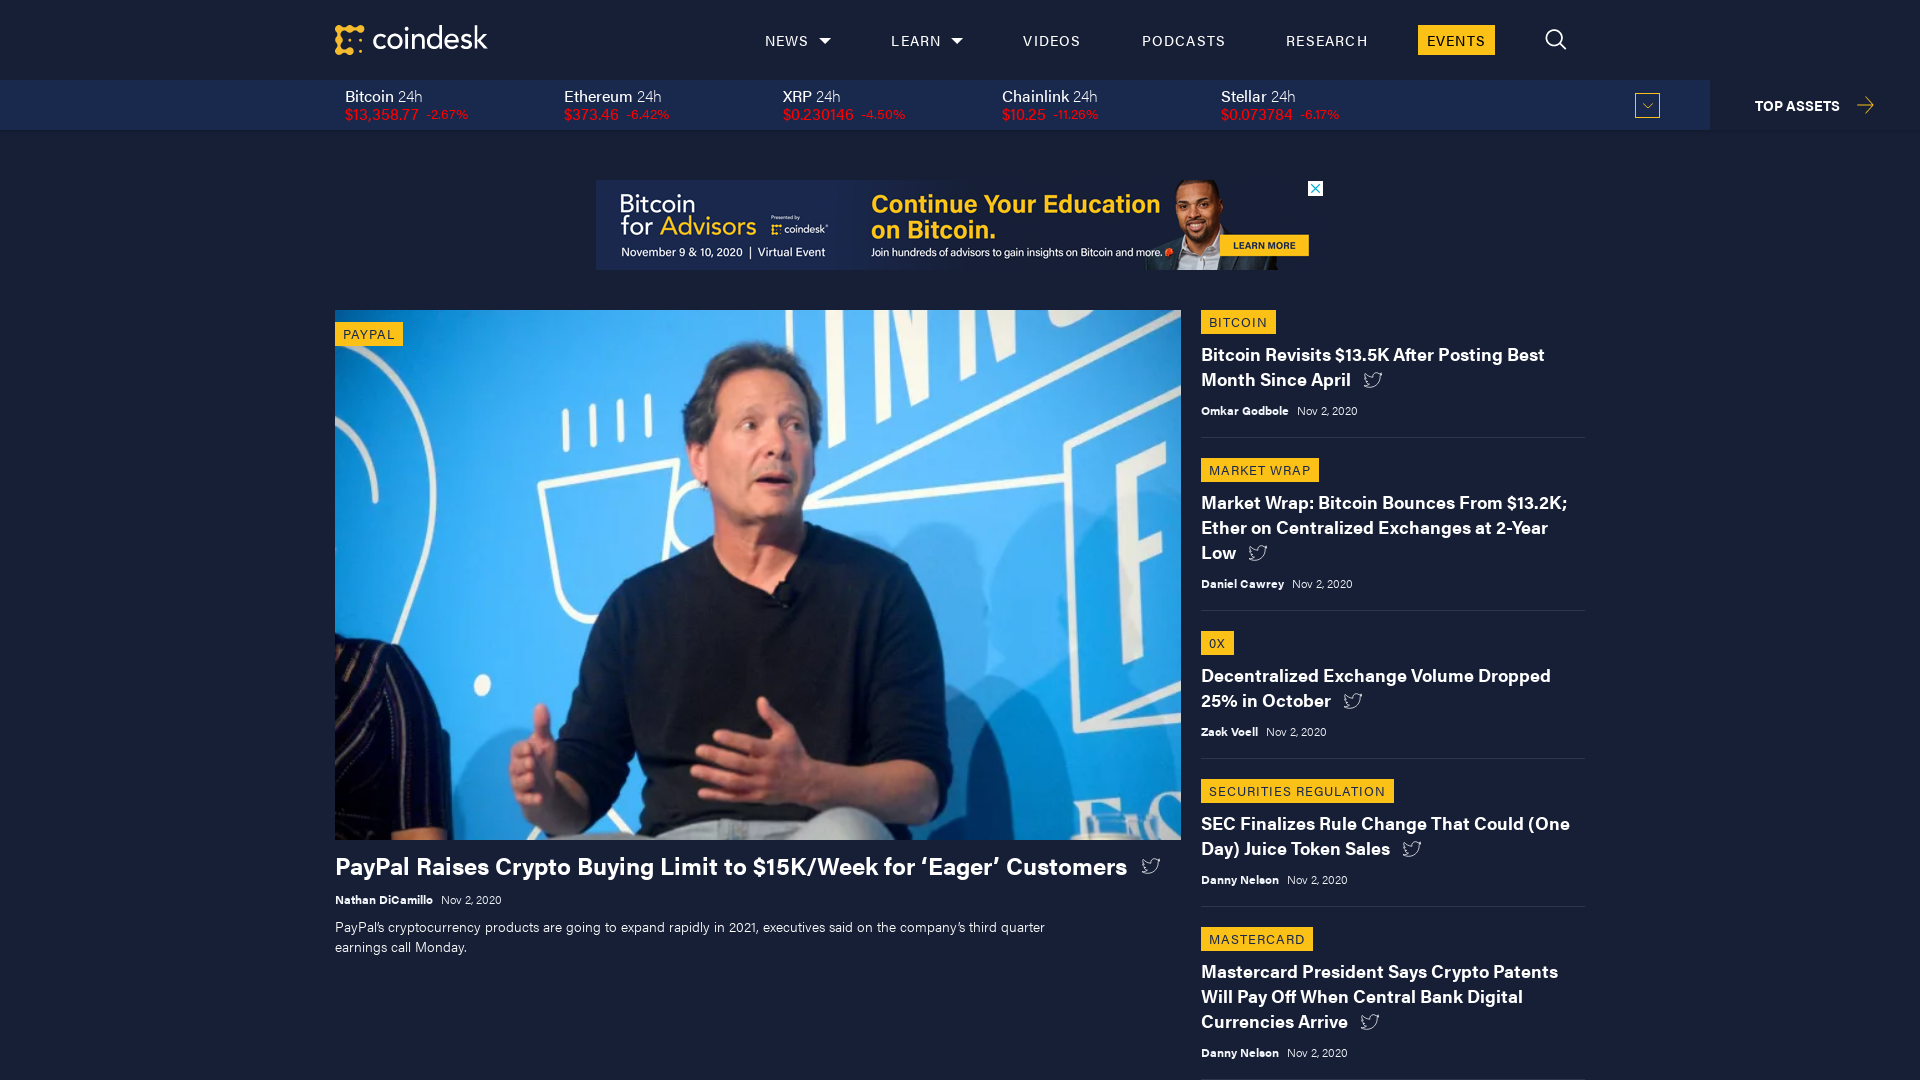 coindesk
NEWS
LEARN
VIDEOS
PODCASTS
RESEARCH
EVENTS
Bitcoin 24h
$13,358.77 -2.67%
Ethereum 24h
$373.46 -6.42%
XRP 24h
$0.230146 -4.50%
Chainlink 24h
$10.25 -11.26%
Stellar 24h
$0.073784 -6.17%
TOP ASSETS
Bitcoin
for Advisors
Presented by
coindesk
November 9 & 10, 2020 | Virtual Event
Continue Your Education
on Bitcoin.
Join hundreds of advisors to gain insights on Bitcoin and more.
LEARN MORE
PAYPAL
PayPal Raises Crypto Buying Limit to $15K/Week for ‘Eager’ Customers
Nathan DiCamillo Nov 2, 2020
PayPal’s cryptocurrency products are going to expand rapidly in 2021, executives said on the company’s third quarter
earnings call Monday.
BITCOIN
Bitcoin Revisits $13.5K After Posting Best
Month Since April
Omkar Godbole Nov 2, 2020
MARKET WRAP
Market Wrap: Bitcoin Bounces From $13.2K;
Ether on Centralized Exchanges at 2-Year
Low
Daniel Cawrey Nov 2, 2020
0X
Decentralized Exchange Volume Dropped
25% in October
Zack Voell Nov 2, 2020
SECURITIES REGULATION
SEC Finalizes Rule Change That Could (One
Day) Juice Token Sales
Danny Nelson Nov 2, 2020
MASTERCARD
Mastercard President Says Crypto Patents
Will Pay Off When Central Bank Digital
Currencies Arrive
Danny Nelson Nov 2, 2020